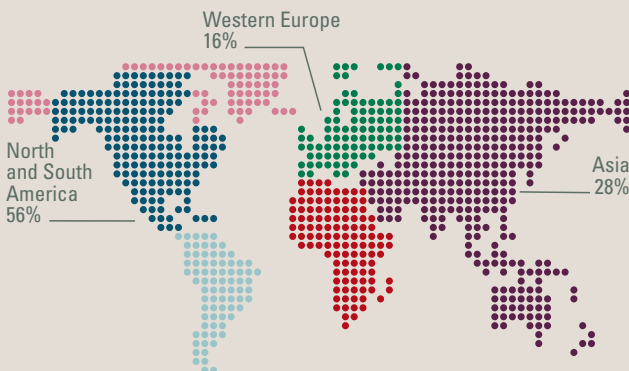 Western Europe
16%
North
and South
America
56%
Asia
28%